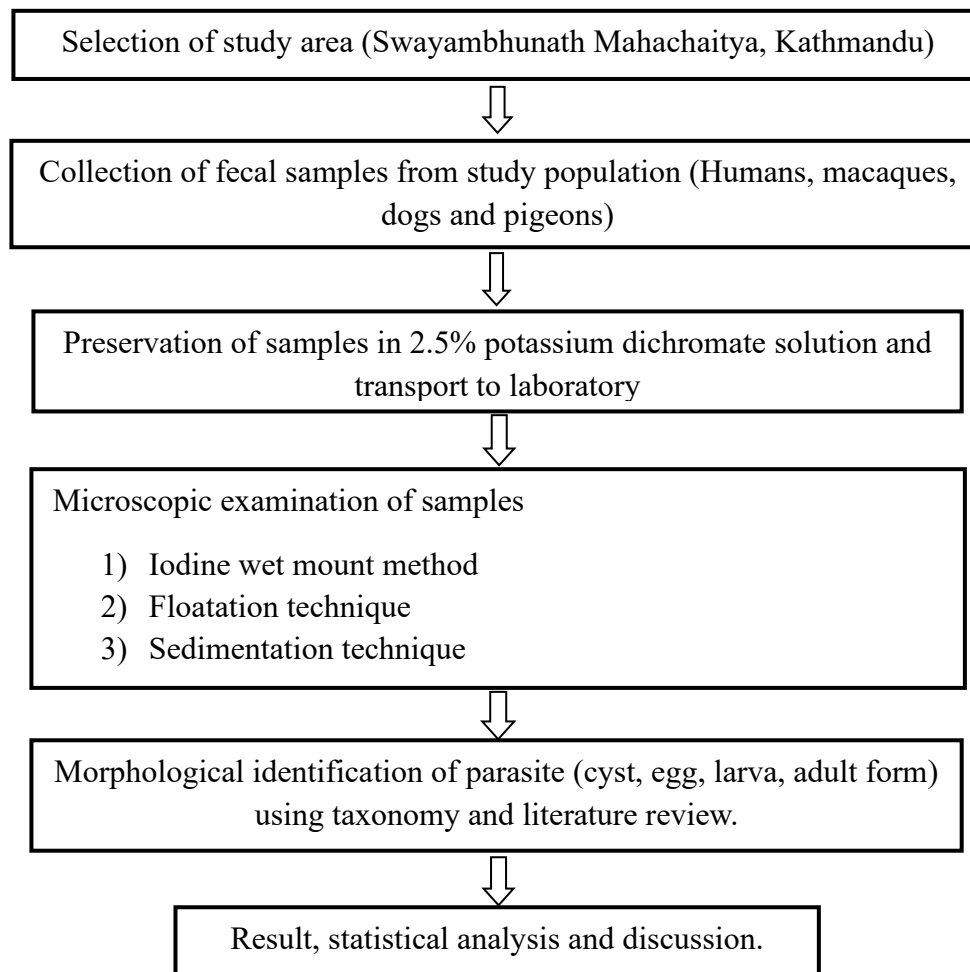 Selection of study area (Swayambhunath Mahachaitya, Kathmandu)
Collection of fecal samples from study population (Humans, macaques,
dogs and pigeons)
Preservation of samples in 2.5% potassium dichromate solution and
transport to laboratory
Microscopic examination of samples
1) Iodine wet mount method
2) Floatation technique
3) Sedimentation technique
Morphological identification of parasite (cyst, egg, larva, adult form)
using taxonomy and literature review.
Result, statistical analysis and discussion.